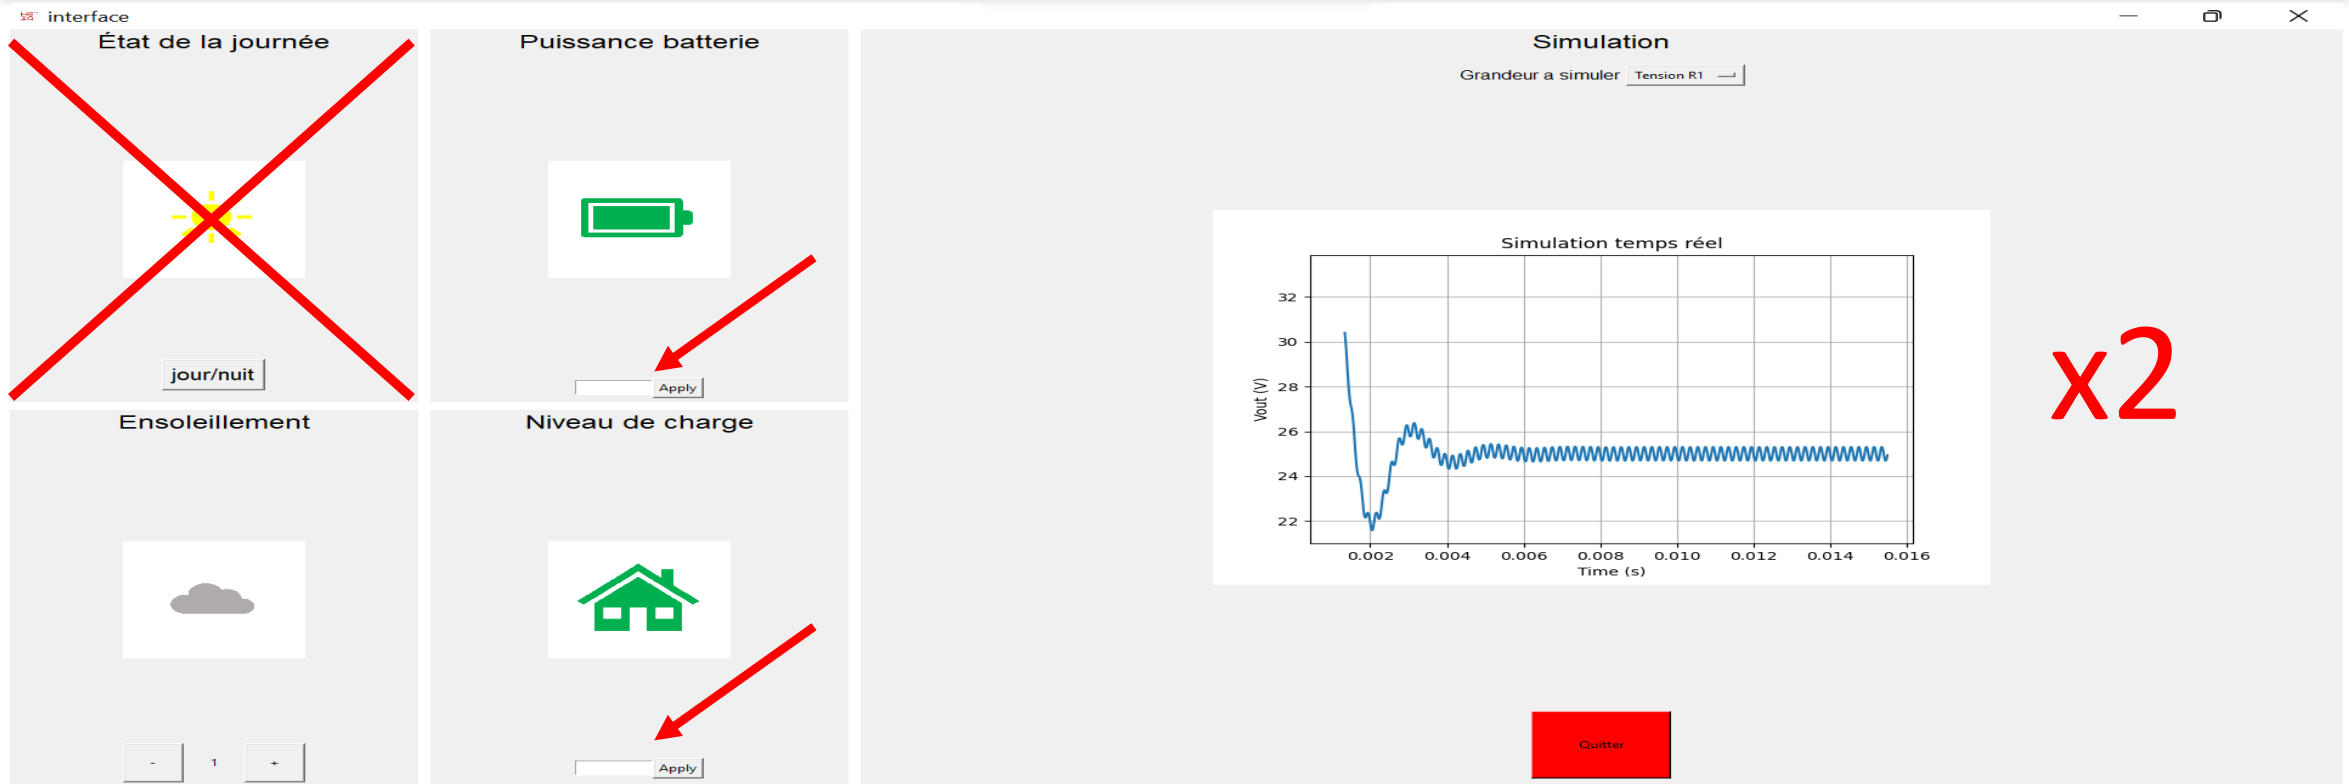 interface
État de la journée
jour/nuit
Puissance batterie
Apply
Ensoleillement
- 1 +
Niveau de charge
Apply
Simulation
Grandeur a simuler Tension R1
Simulation temps réel
Vout (V)
32
30
28
26
24
22
0.002 0.004 0.006 0.008 0.010 0.012 0.014 0.016
Time (s)
x2
Quitter